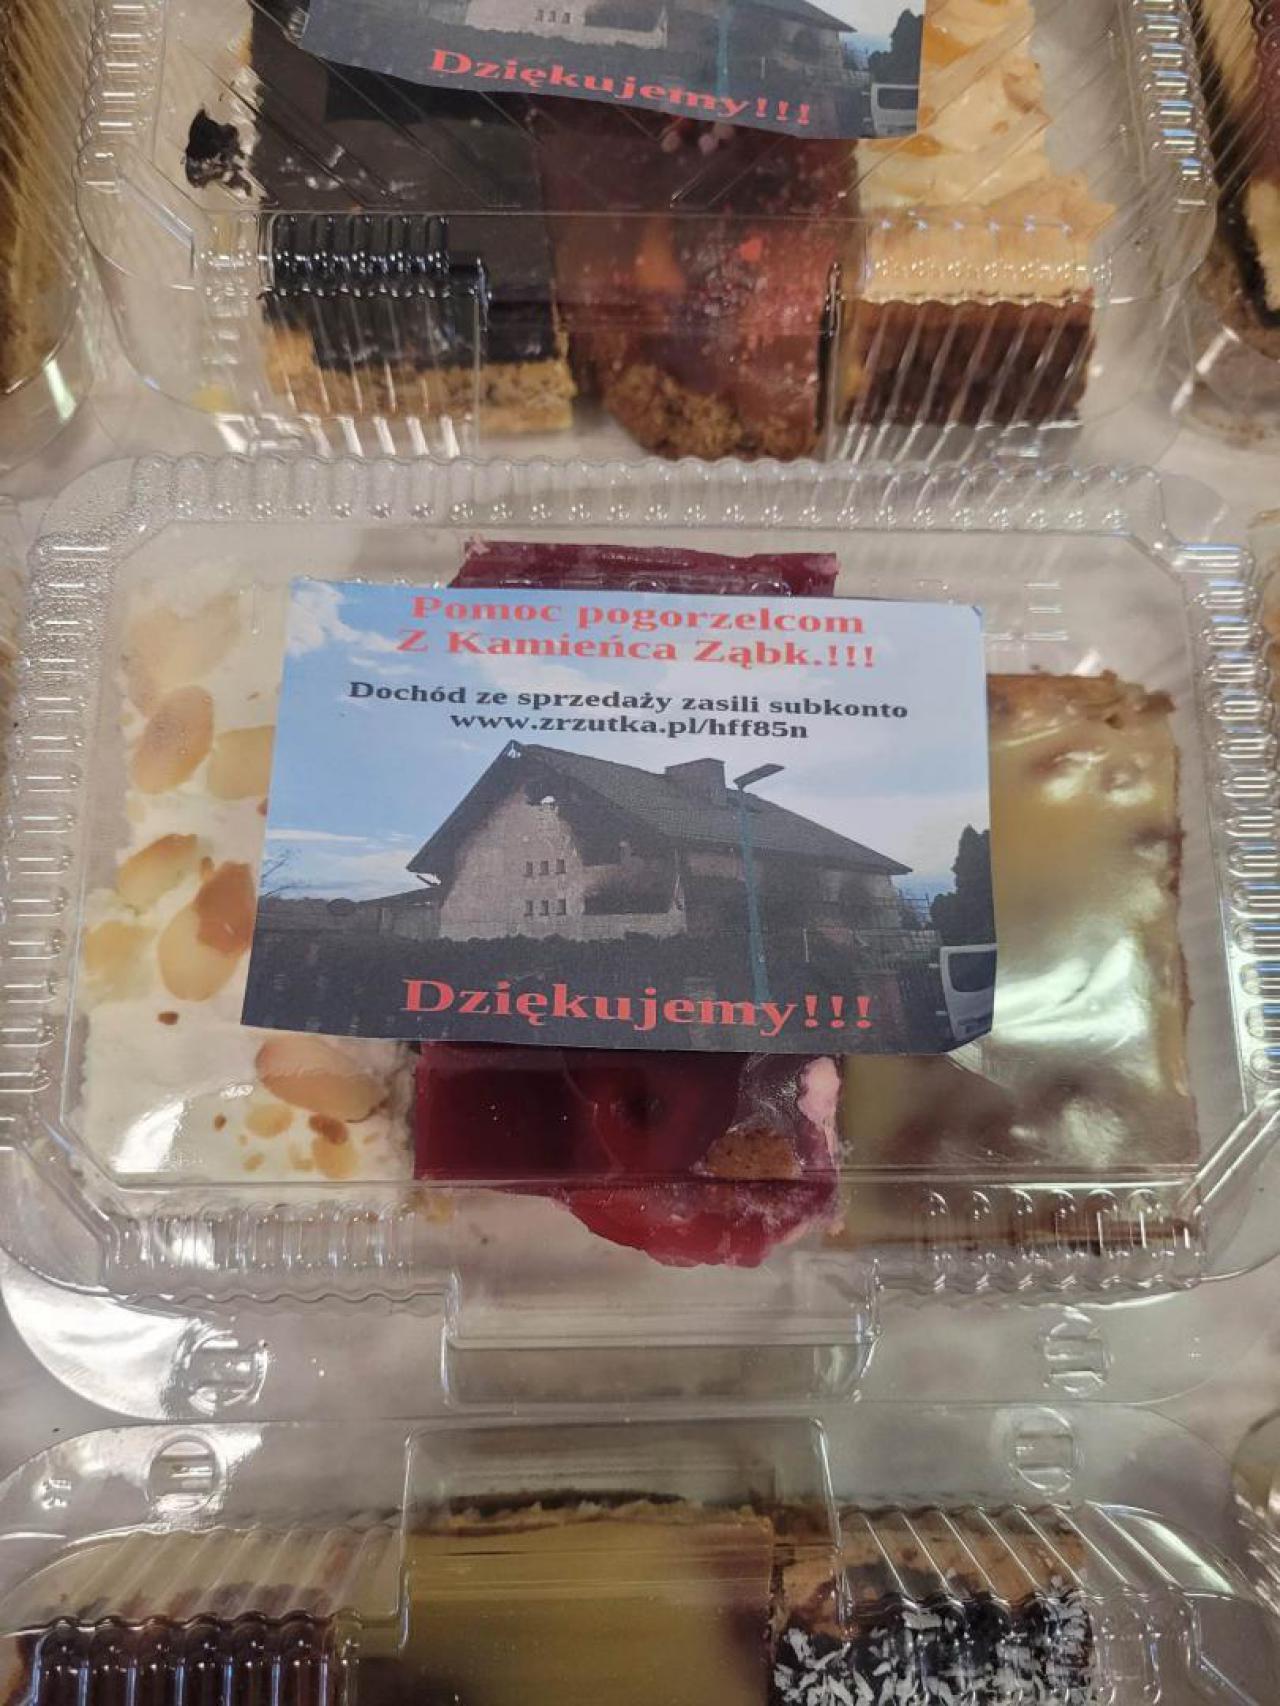 Dziękujemy!!!
Pomoc pogorzelcom
Z Kamieńca Ząbk.!!!
Dochód ze sprzedaży zasili subkonto
www.zrzutka.pl/hff85n
Dziękujemy!!!